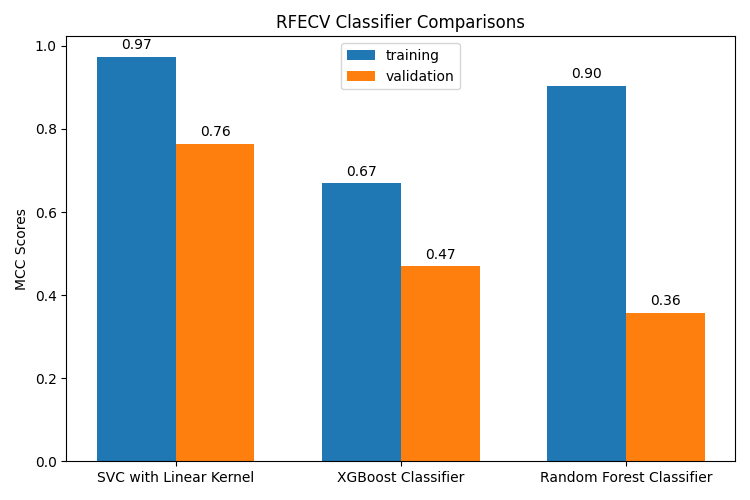 RFECV Classifier Comparisons
training
validation
MCC Scores
1.0
0.8
0.6
0.4
0.2
0.0
0.97
0.76
0.67
0.47
0.90
0.36
SVC with Linear Kernel
XGBoost Classifier
Random Forest Classifier